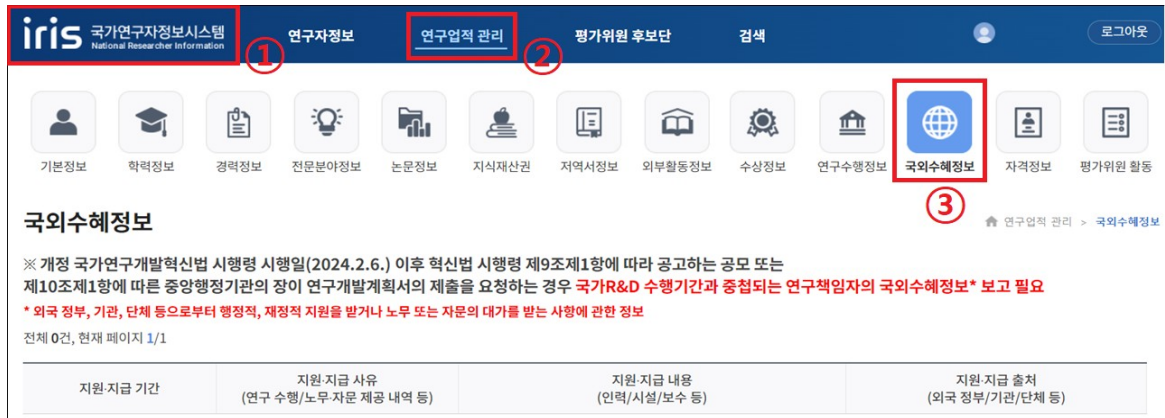 iris 국가연구자정보시스템
National Researcher Information
① 연구자정보 연구업적 관리 ② 평가위원 후보단 검색 로그아웃
기본정보 학력정보 경력정보 전문분야정보 논문정보 지식재산권 저역서정보 외부활동정보 수상정보 연구수행정보 국외수혜정보 자격정보 평가위원 활동
③
국외수혜정보
연구업적 관리 > 국외수혜정보
※ 개정 국가연구개발혁신법 시행령 시행일(2024.2.6.) 이후 혁신법 시행령 제9조제1항에 따라 공고하는 공모 또는
제10조제1항에 따른 중앙행정기관의 장이 연구개발계획서의 제출을 요청하는 경우 국가R&D 수행기간과 중첩되는 연구책임자의 국외수혜정보* 보고 필요
* 외국 정부, 기관, 단체 등으로부터 행정적, 재정적 지원을 받거나 노무 또는 자문의 대가를 받는 사항에 관한 정보
전체 0건, 현재 페이지 1/1
지원·지급 기간 지원·지급 사유 지원·지급 내용 지원·지급 출처
(연구 수행/노무·자문 제공 내역 등) (인력/시설/보수 등) (외국 정부/기관/단체 등)